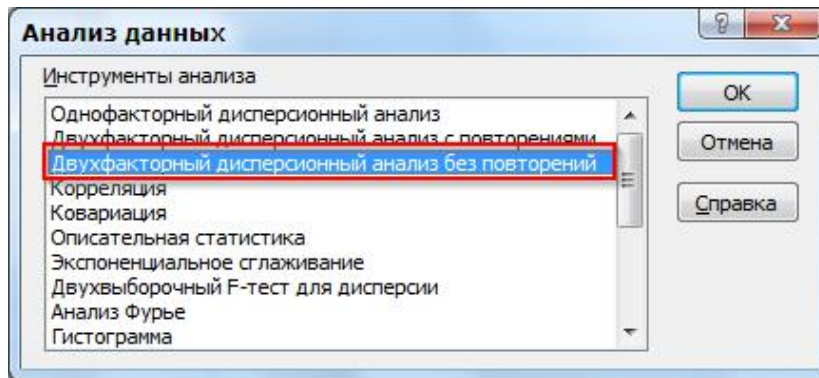 Анализ данных
Инструменты анализа
Однофакторный дисперсионный анализ
Двухфакторный дисперсионный анализ с повторениями
Двухфакторный дисперсионный анализ без повторений
Корреляция
Ковариация
Описательная статистика
Экспоненциальное сглаживание
Двухвыборочный F-тест для дисперсии
Анализ Фурье
Гистограмма
ОК
Отмена
Справка